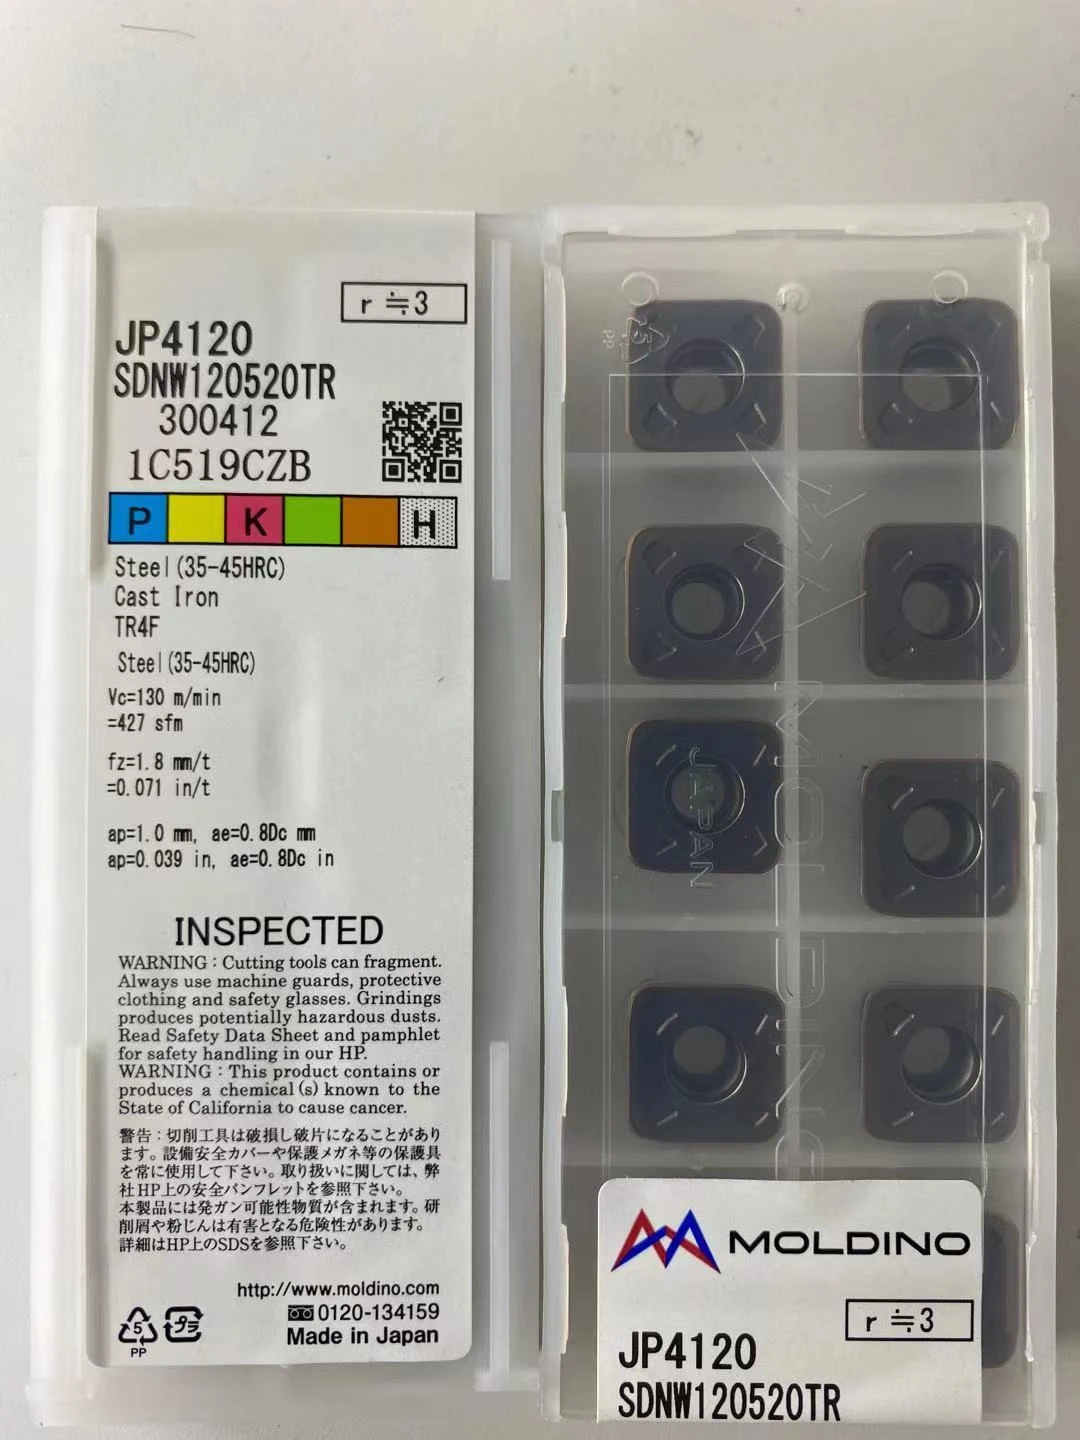 r ≒3
JP4120
SDNW120520TR
300412
1C519CZB
P K H
Steel(35-45HRC)
Cast Iron
TR4F
Steel(35-45HRC)
Vc=130 m/min
=427 sfm
fz=1.8 mm/t
=0.071 in/t
ap=1.0 mm, ae=0.8Dc mm
ap=0.039 in, ae=0.8Dc in
INSPECTED
WARNING : Cutting tools can fragment.
Always use machine guards, protective
clothing and safety glasses. Grindings
produces potentially hazardous dusts.
Read Safety Data Sheet and pamphlet
for safety handling in our HP.
WARNING : This product contains or
produces a chemical (s) known to the
State of California to cause cancer.
警告：切削工具は破損し破片になることがあり
ます。設備安全カバーや保護メガネ等の保護具
を常に使用して下さい。取り扱いに関しては、弊
社HP上の安全パンフレットを参照下さい。
本製品には発ガン可能性物質が含まれます。研
削屑や粉じんは有害となる危険性があります。
詳細はHP上のSDSを参照下さい。
http://www.moldino.com
0120-134159
Made in Japan
5
PP
プラ
MOLDINO
JAPAN
MOLDINO
r ≒3
JP4120
SDNW120520TR